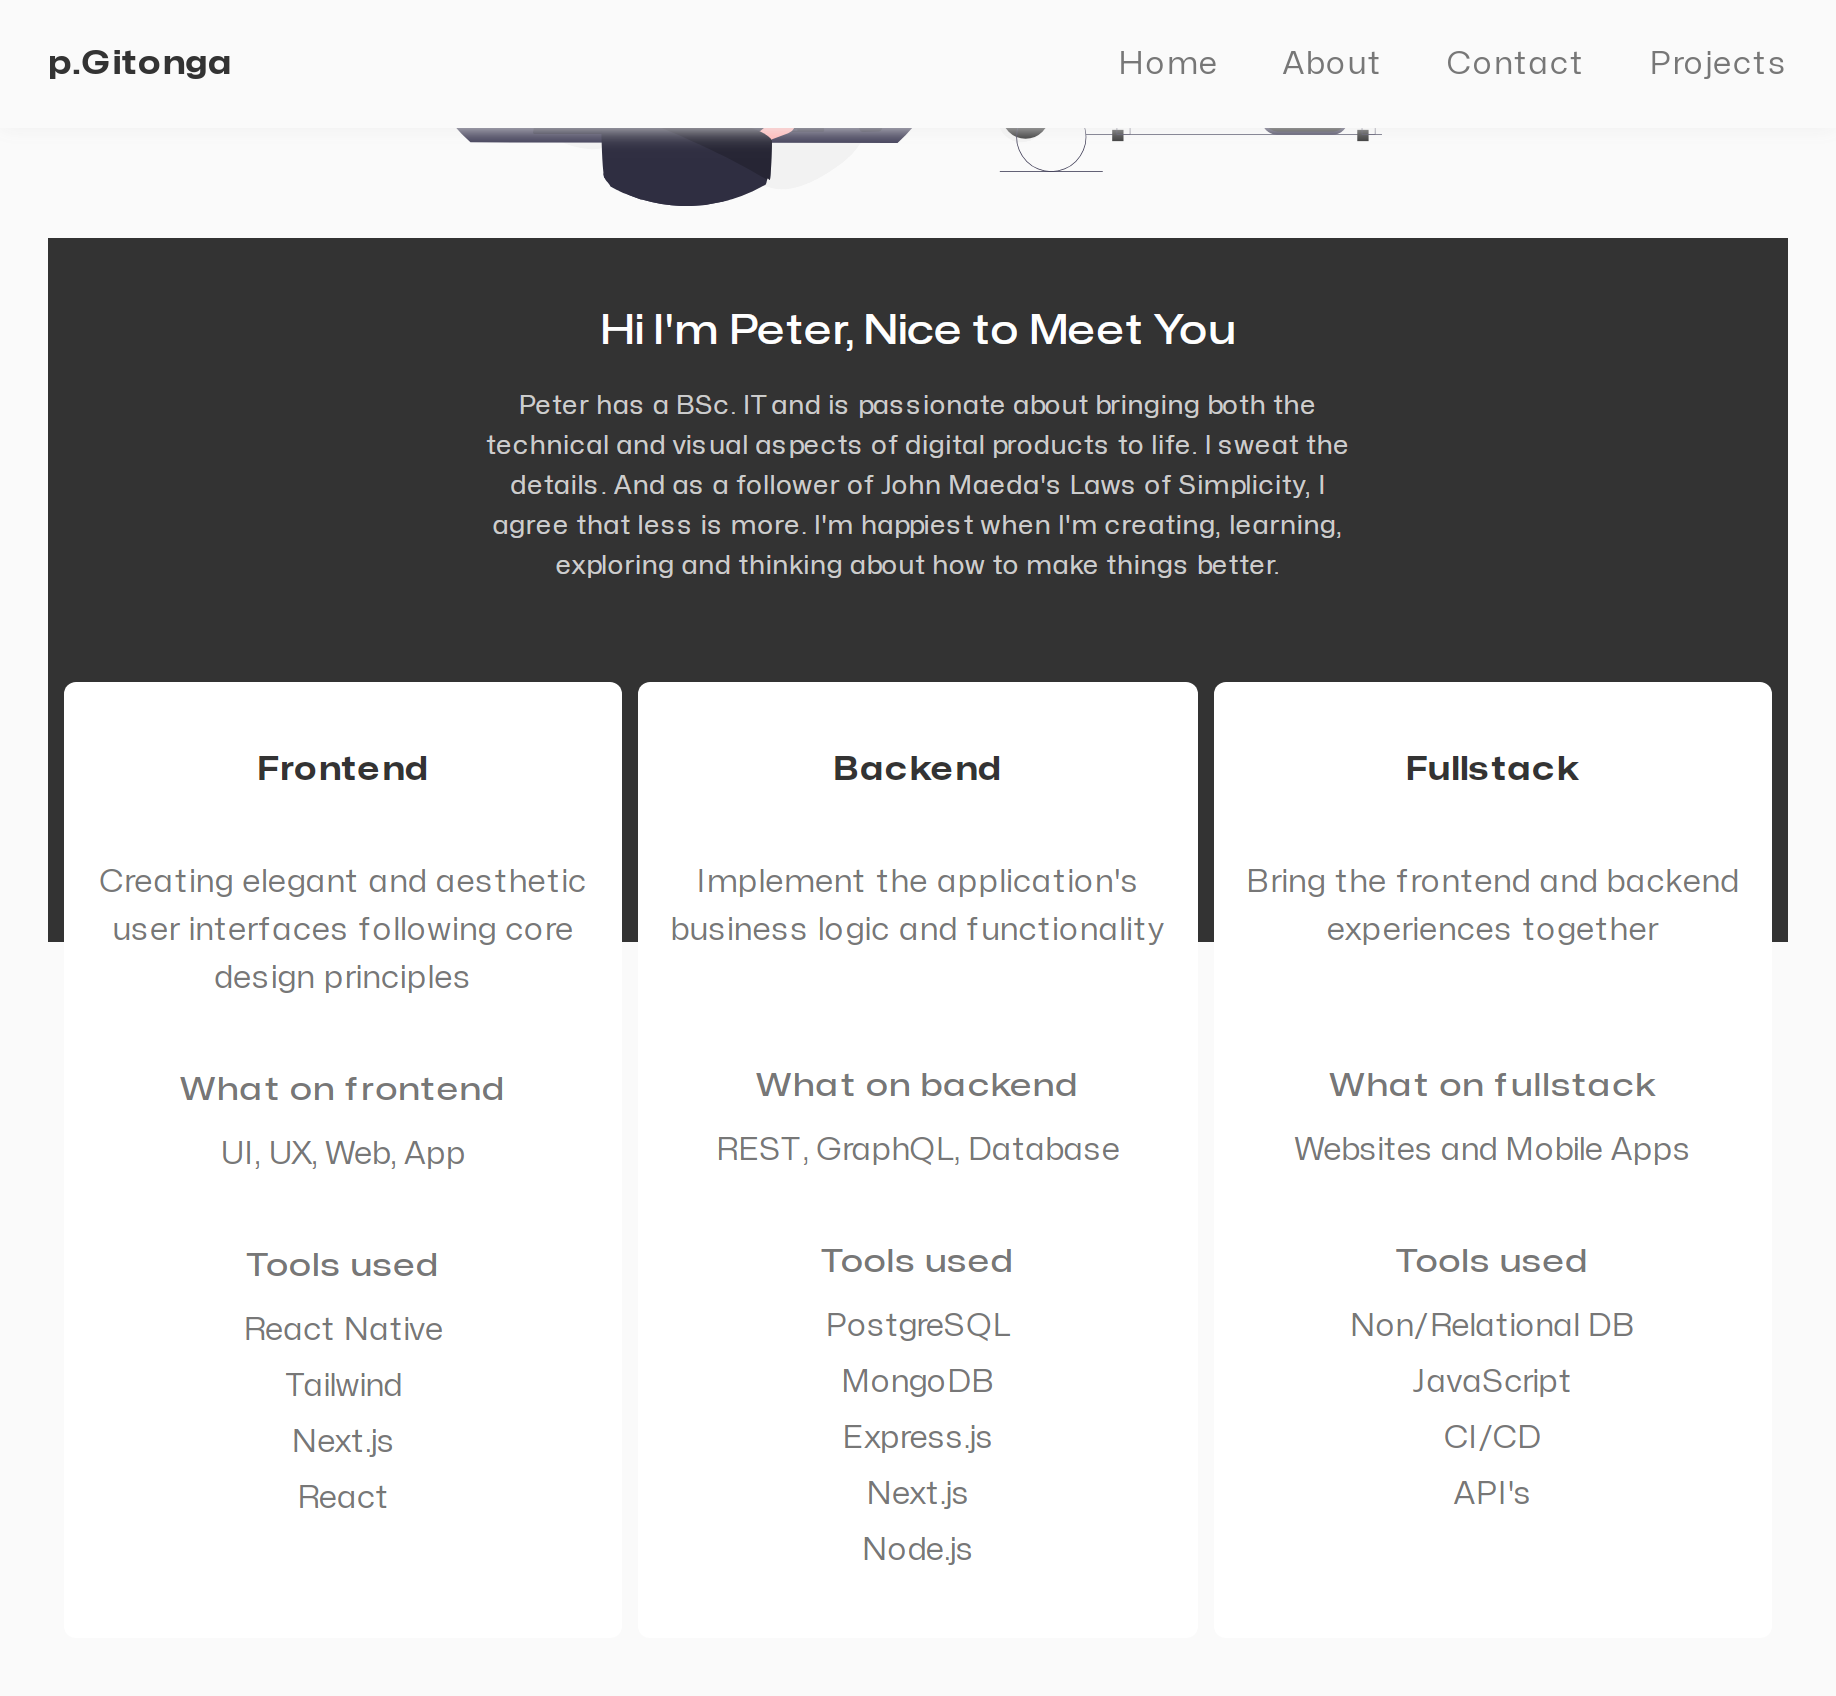 p.Gitonga
Home
About
Contact
Projects
Hi I'm Peter, Nice to Meet You
Peter has a BSc. IT and is passionate about bringing both the
technical and visual aspects of digital products to life. I sweat the
details. And as a follower of John Maeda's Laws of Simplicity, I
agree that less is more. I'm happiest when I'm creating, learning,
exploring and thinking about how to make things better.
Frontend
Creating elegant and aesthetic
user interfaces following core
design principles
What on frontend
UI, UX, Web, App
Tools used
React Native
Tailwind
Next.js
React
Backend
Implement the application's
business logic and functionality
What on backend
REST, GraphQL, Database
Tools used
PostgreSQL
MongoDB
Express.js
Next.js
Node.js
Fullstack
Bring the frontend and backend
experiences together
What on fullstack
Websites and Mobile Apps
Tools used
Non/Relational DB
JavaScript
CI/CD
API's